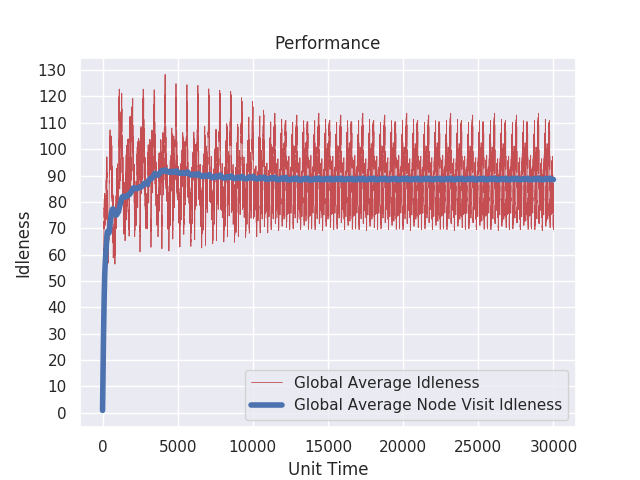 Performance
130
120
110
100
90
80
70
60
50
40
30
20
10
0
Idleness
Global Average Idleness
Global Average Node Visit Idleness
0 5000 10000 15000 20000 25000 30000
Unit Time